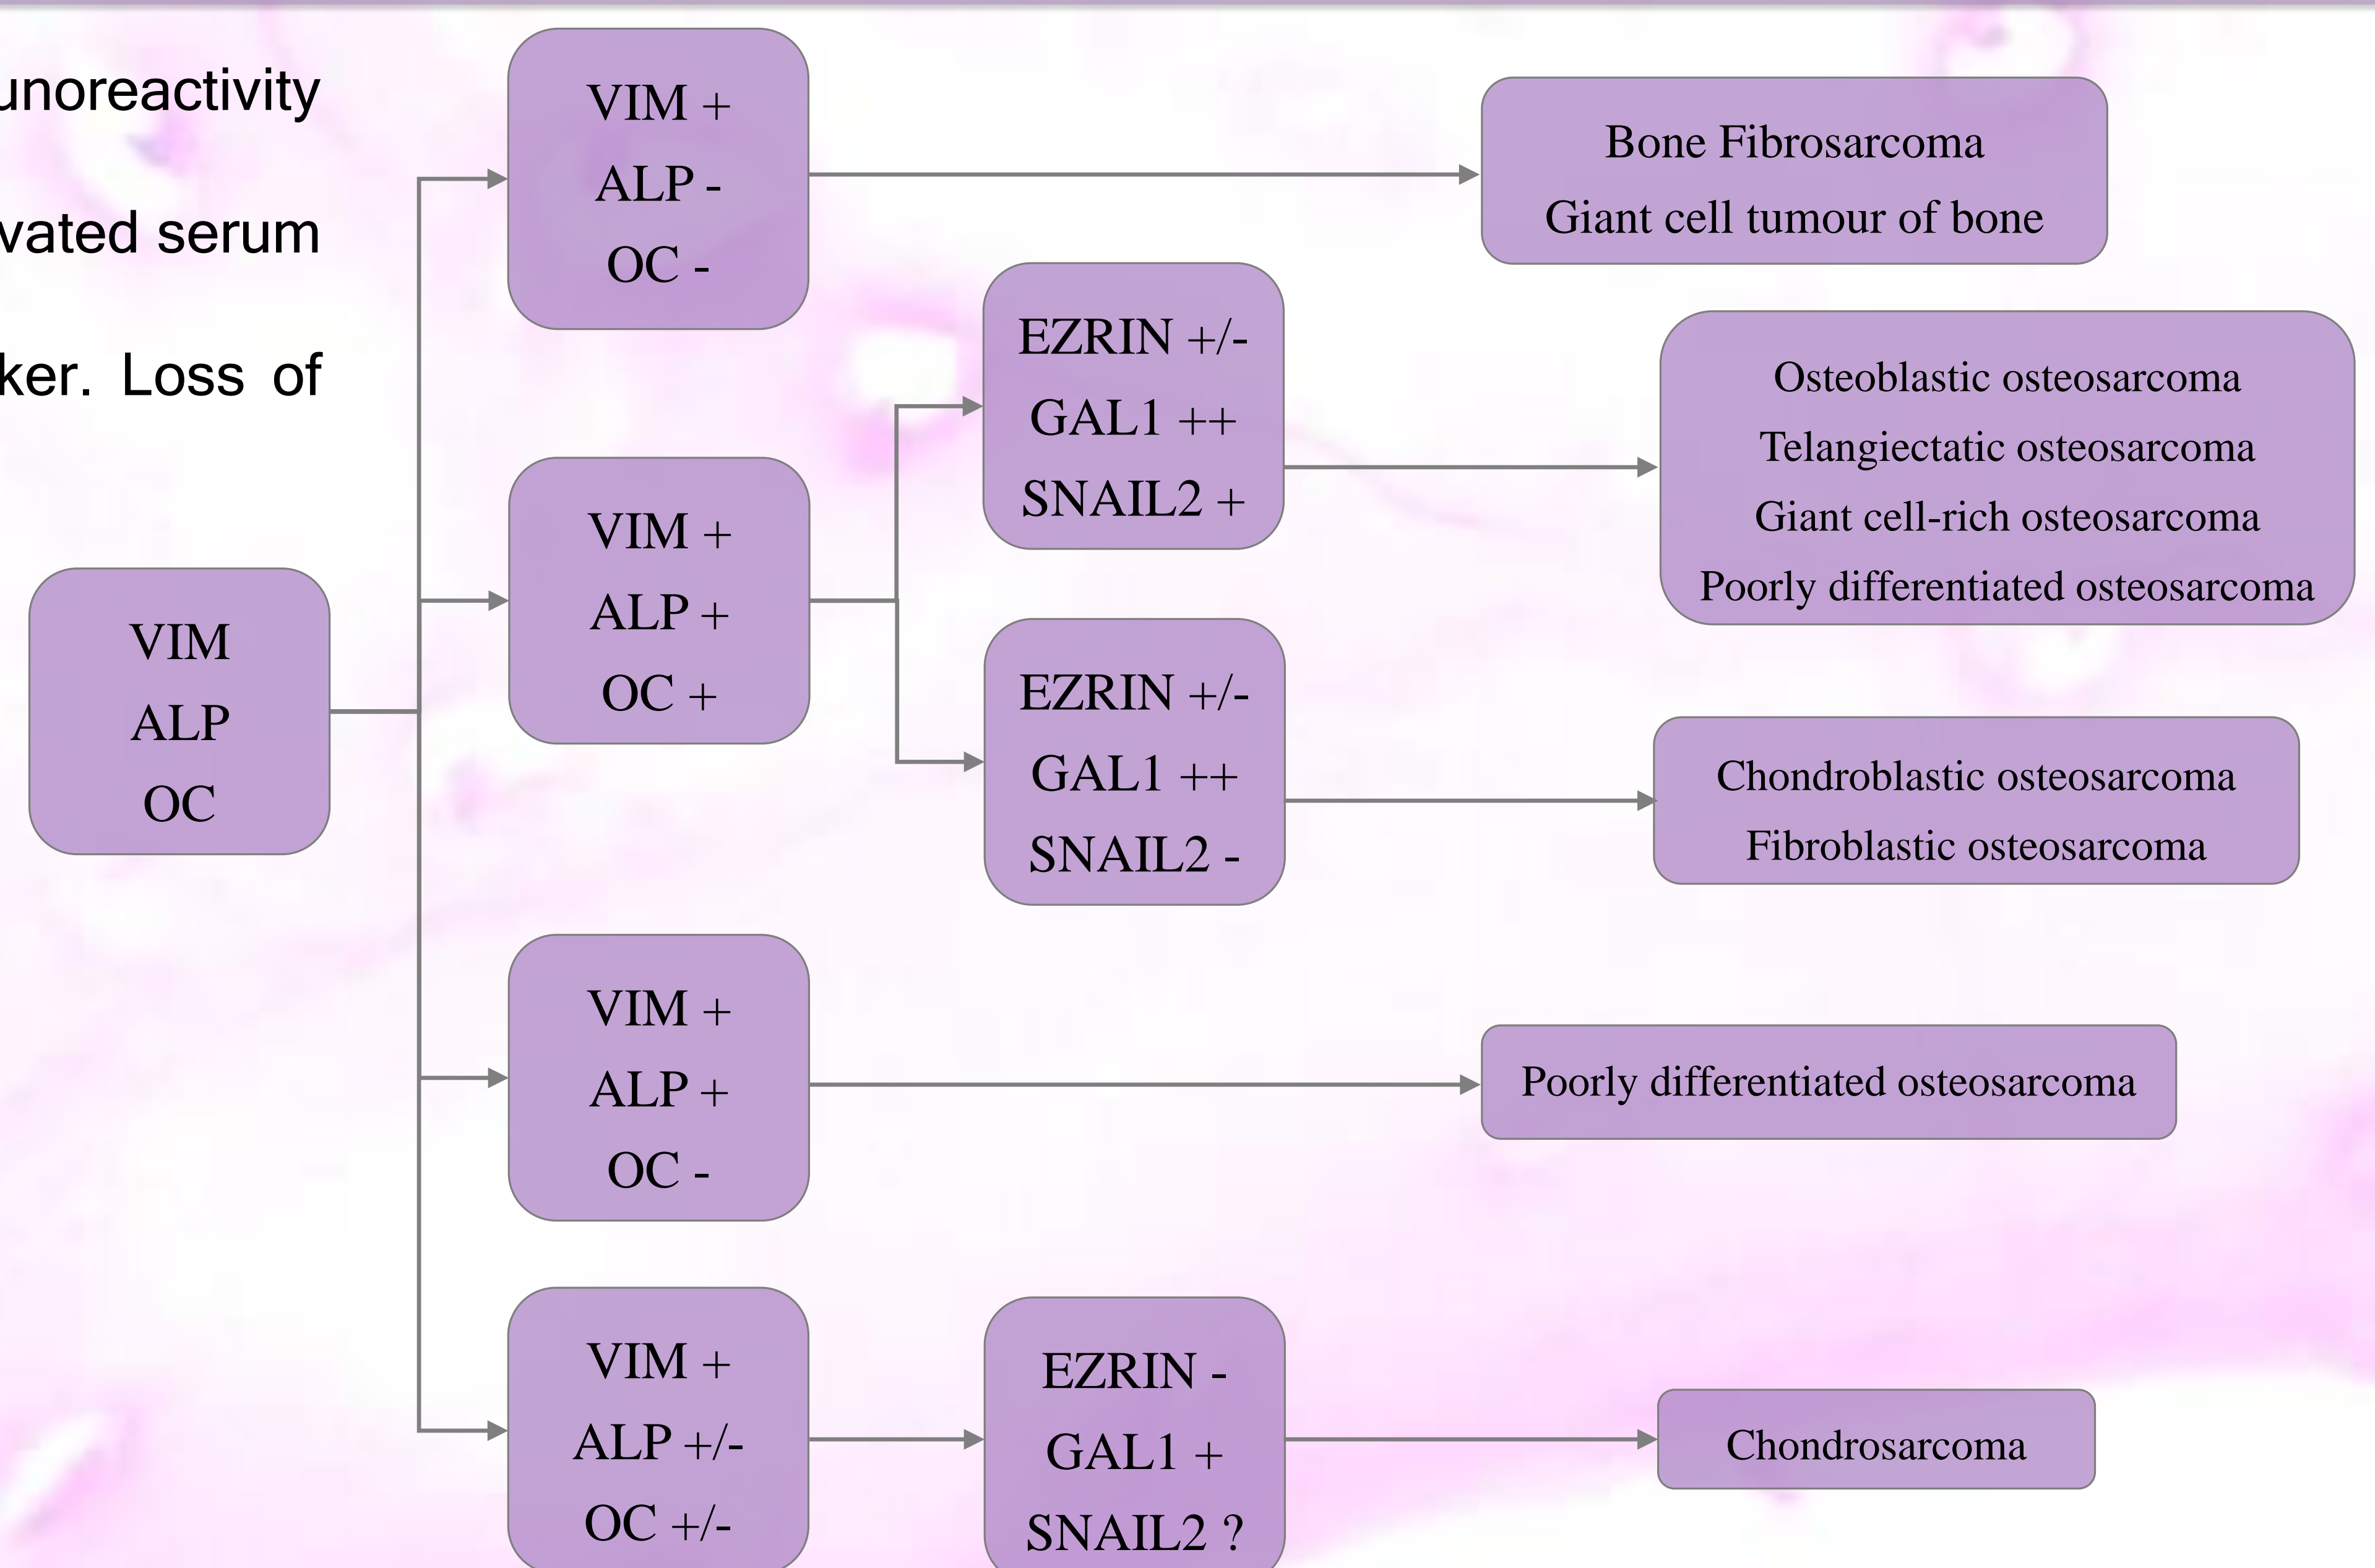 unoreactivity
vated serum
ker. Loss of
VIM
ALP
OC
VIM +
ALP -
OC -
Bone Fibrosarcoma
Giant cell tumour of bone
VIM +
ALP +
OC +
EZRIN +/-
GAL1 ++
SNAIL2 +
Osteoblastic osteosarcoma
Telangiectatic osteosarcoma
Giant cell-rich osteosarcoma
Poorly differentiated osteosarcoma
EZRIN +/-
GAL1 ++
SNAIL2 -
Chondroblastic osteosarcoma
Fibroblastic osteosarcoma
VIM +
ALP +
OC -
Poorly differentiated osteosarcoma
VIM +
ALP +/-
OC +/-
EZRIN -
GAL1 +
SNAIL2 ?
Chondrosarcoma